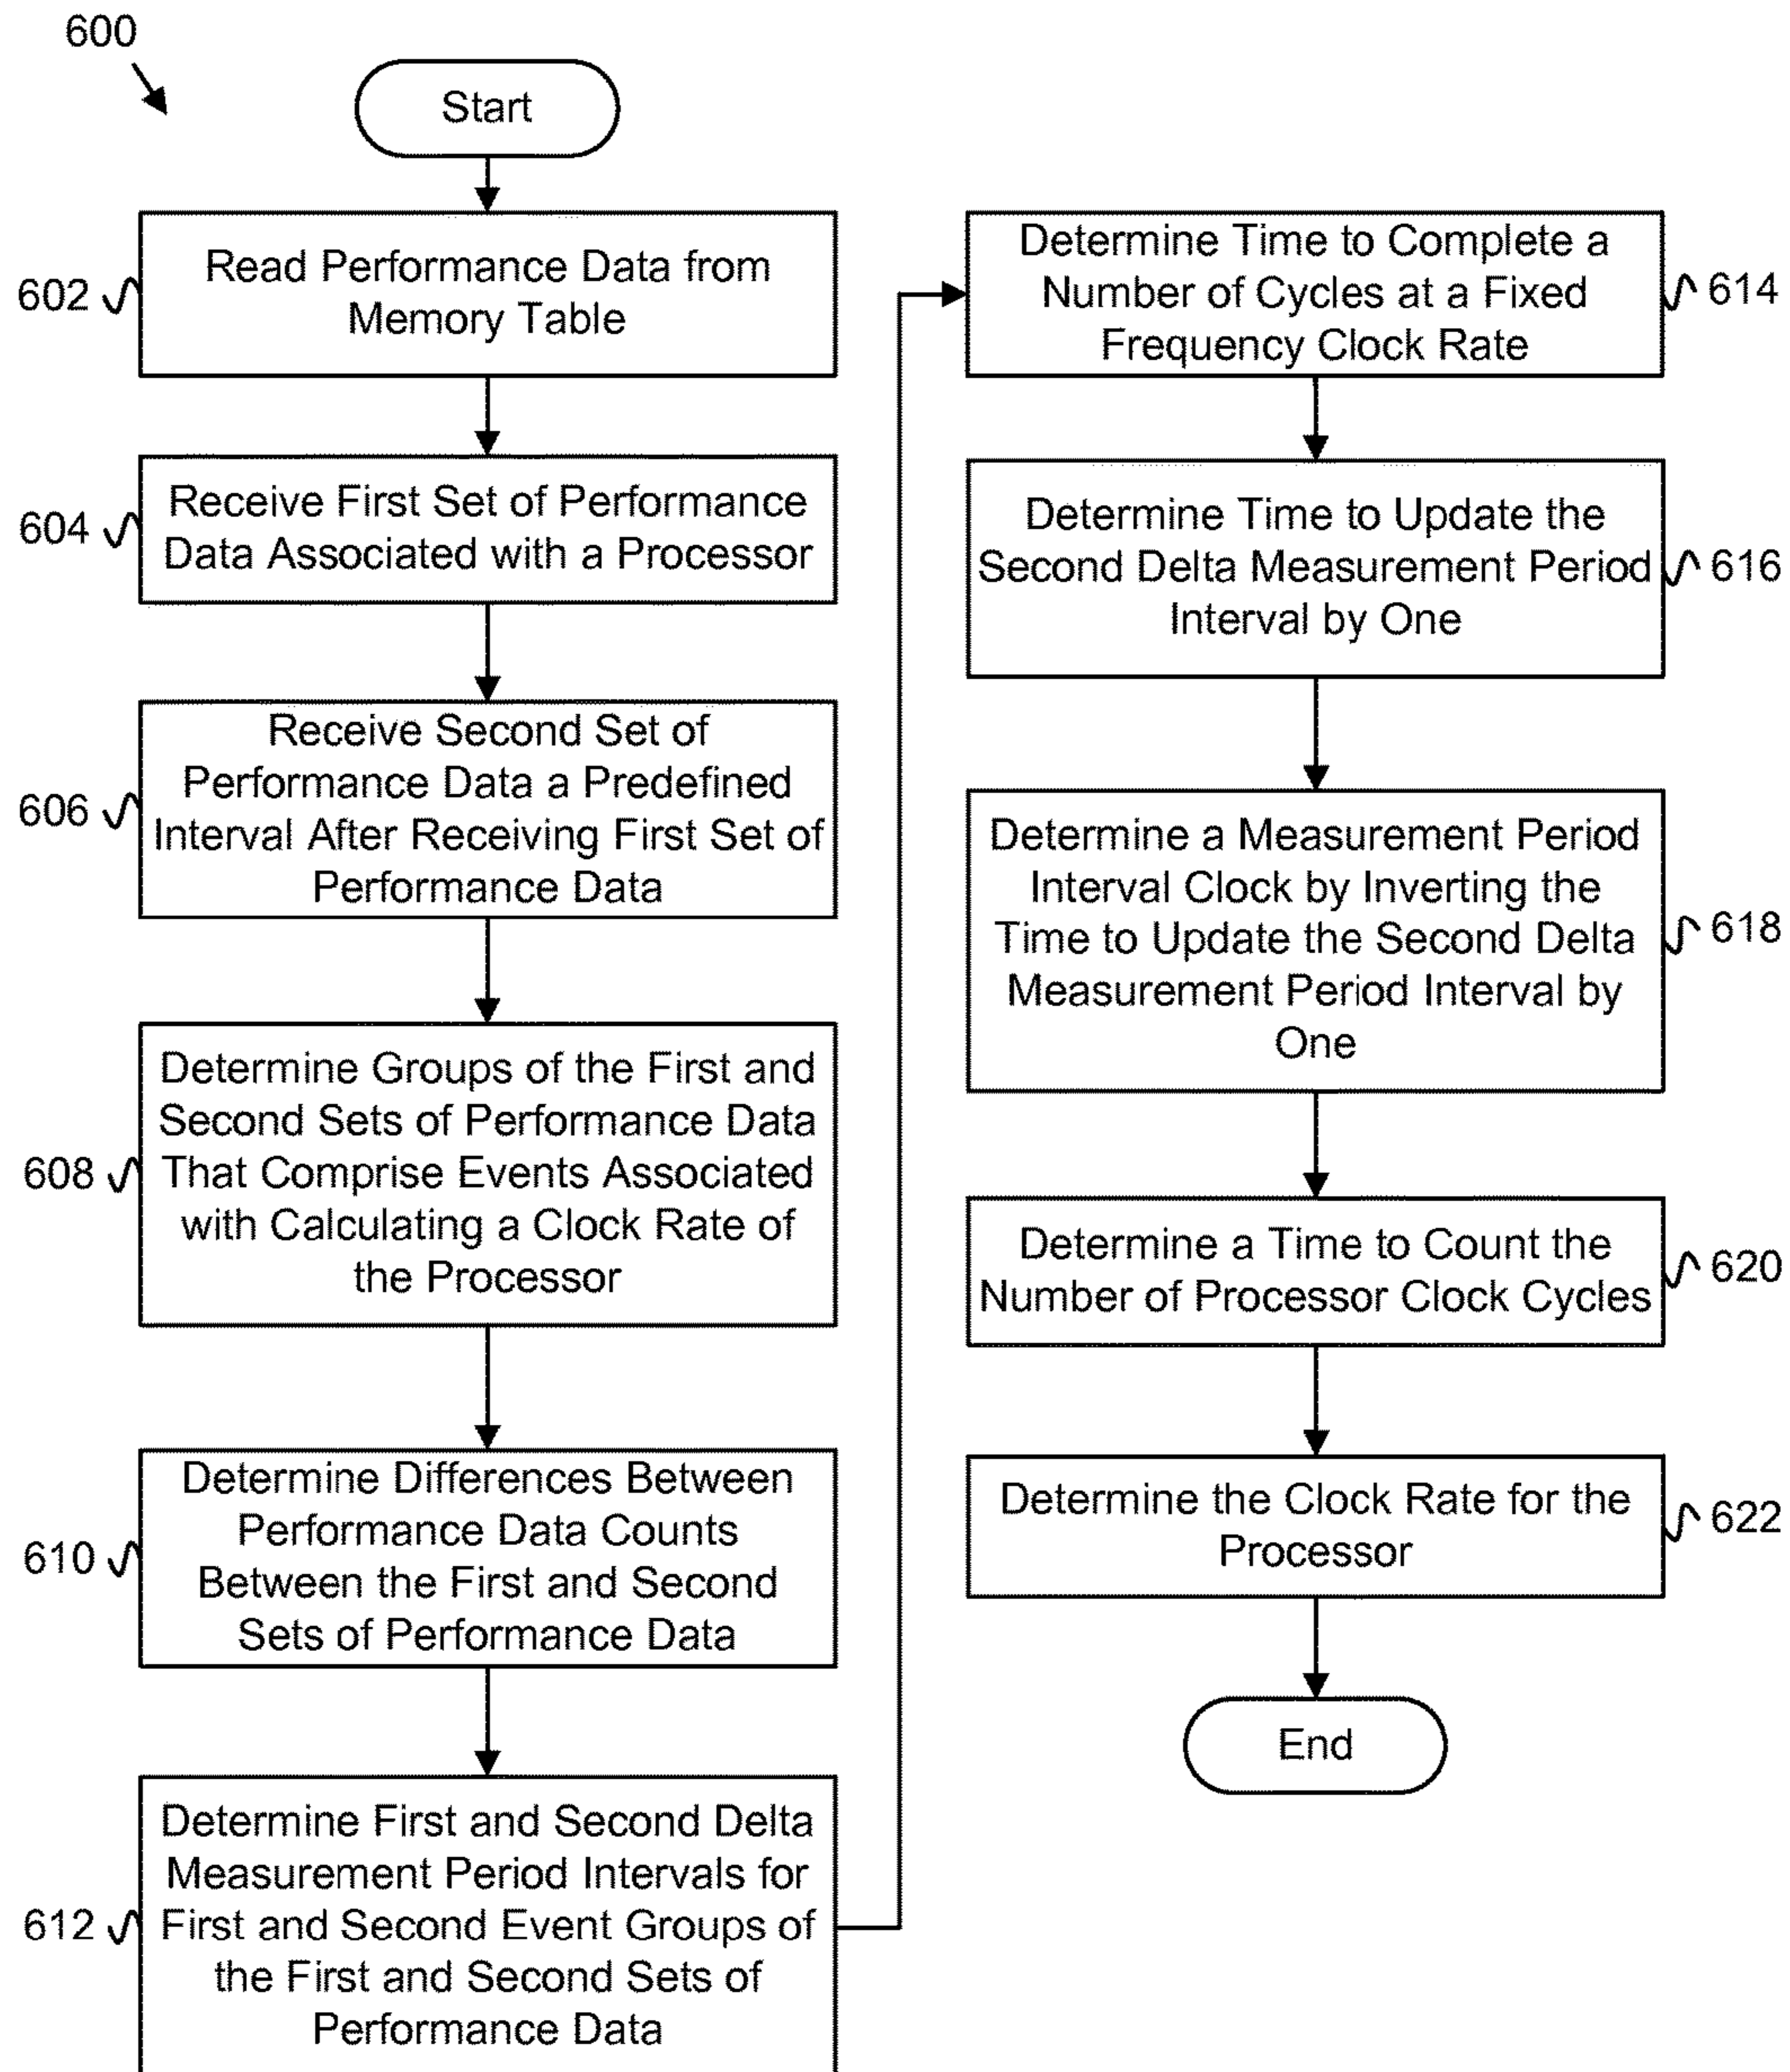 600
Start
602
Read Performance Data from
Memory Table
604
Receive First Set of Performance
Data Associated with a Processor
606
Receive Second Set of
Performance Data a Predefined
Interval After Receiving First Set of
Performance Data
608
Determine Groups of the First and
Second Sets of Performance Data
That Comprise Events Associated
with Calculating a Clock Rate of
the Processor
610
Determine Differences Between
Performance Data Counts
Between the First and Second
Sets of Performance Data
612
Determine First and Second Delta
Measurement Period Intervals for
First and Second Event Groups of
the First and Second Sets of
Performance Data
Determine Time to Complete a
Number of Cycles at a Fixed
Frequency Clock Rate
614
Determine Time to Update the
Second Delta Measurement Period
Interval by One
616
Determine a Measurement Period
Interval Clock by Inverting the
Time to Update the Second Delta
Measurement Period Interval by
One
618
Determine a Time to Count the
Number of Processor Clock Cycles
620
Determine the Clock Rate for the
Processor
622
End